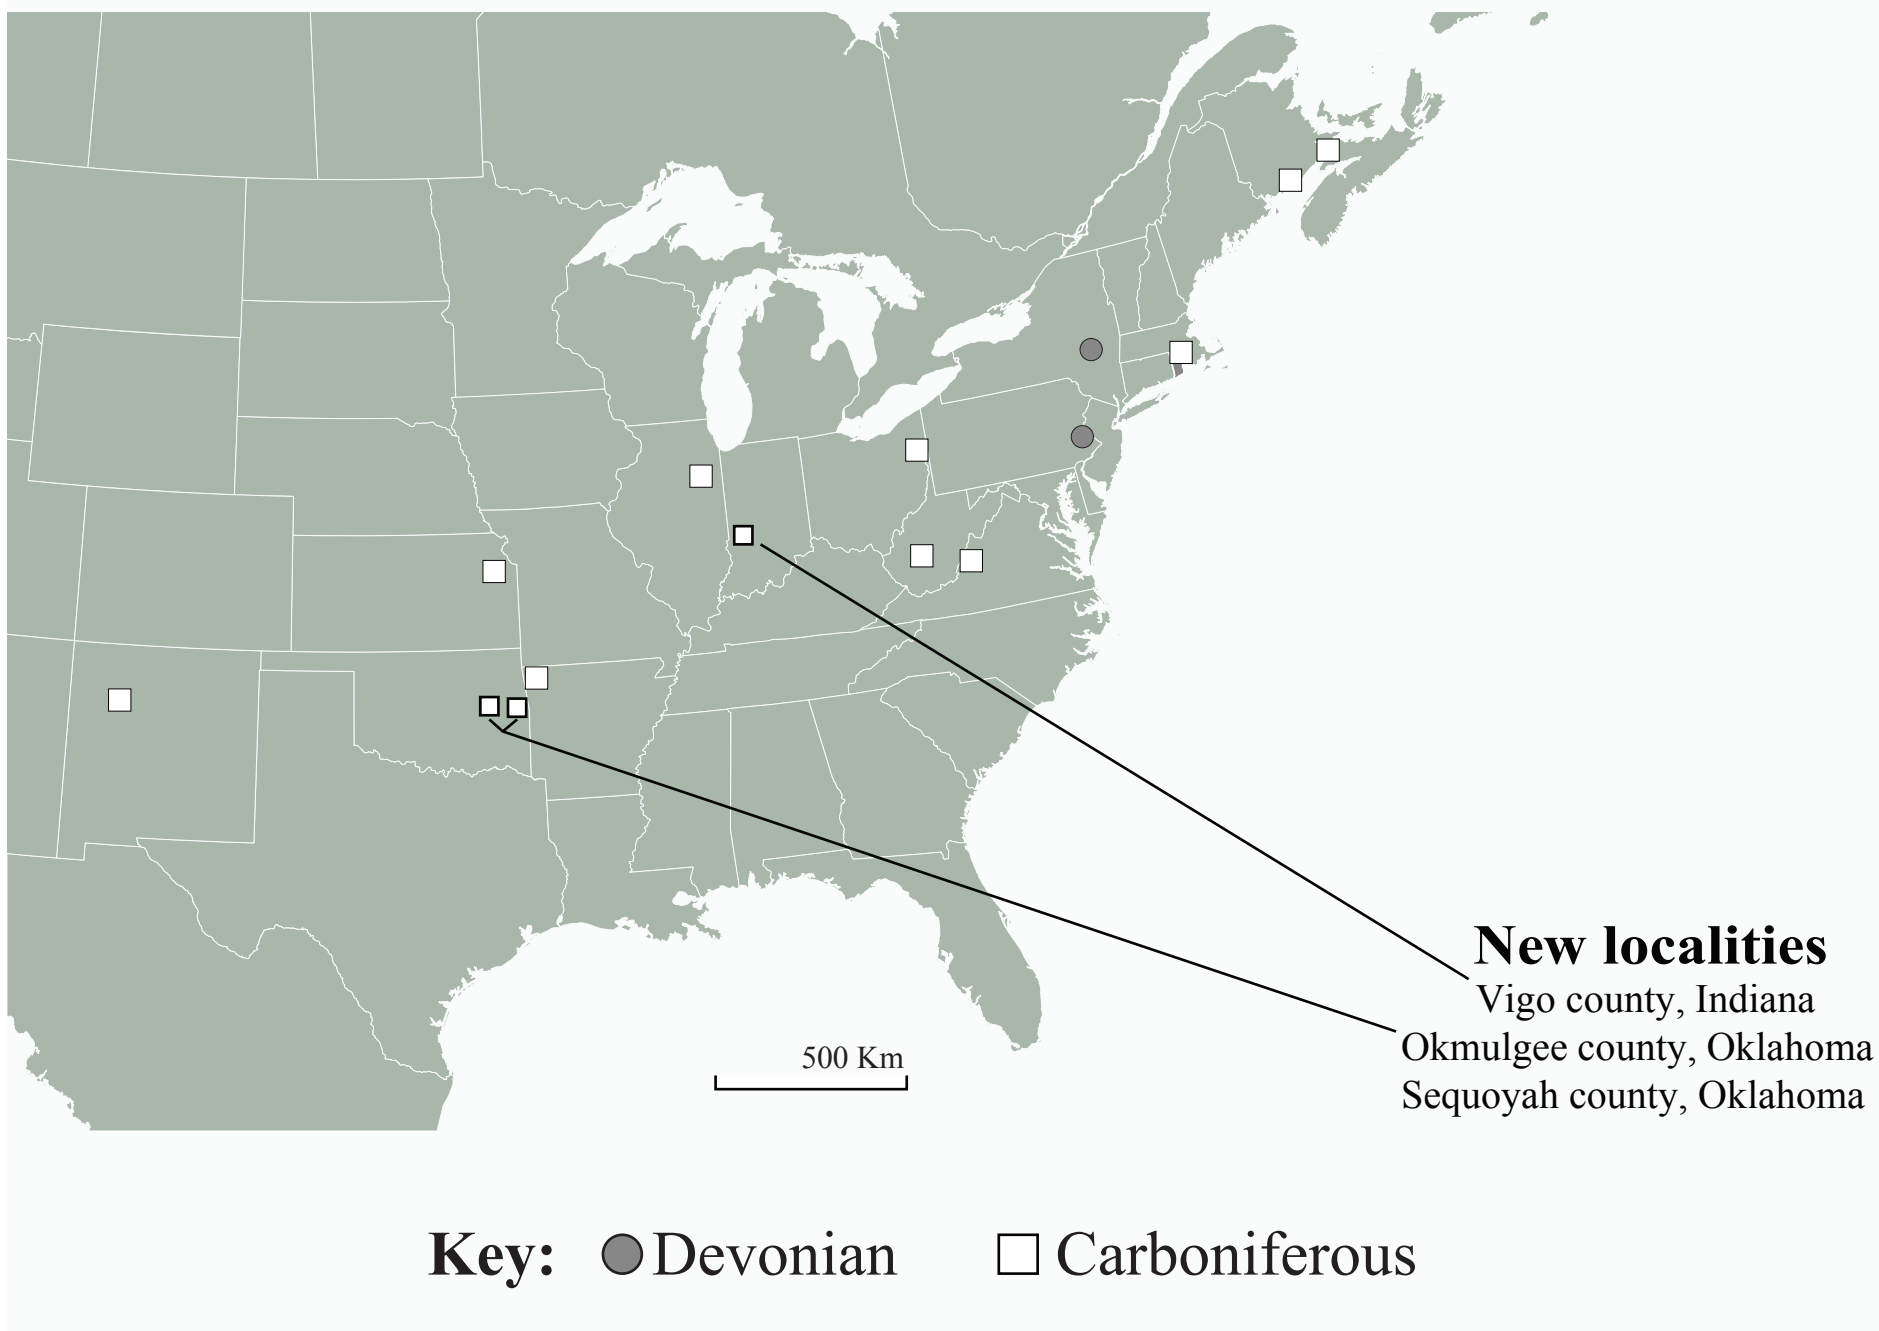 New localities
Vigo county, Indiana
Okmulgee county, Oklahoma
Sequoyah county, Oklahoma
500 Km
Key: Devonian Carboniferous